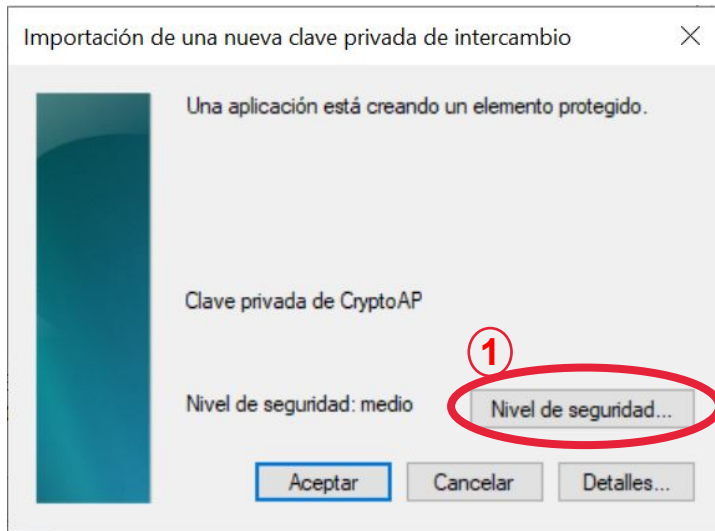 Importación de una nueva clave privada de intercambio
Una aplicación está creando un elemento protegido.
Clave privada de CryptoAP
1
Nivel de seguridad: medio
Nivel de seguridad...
Aceptar
Cancelar
Detalles...